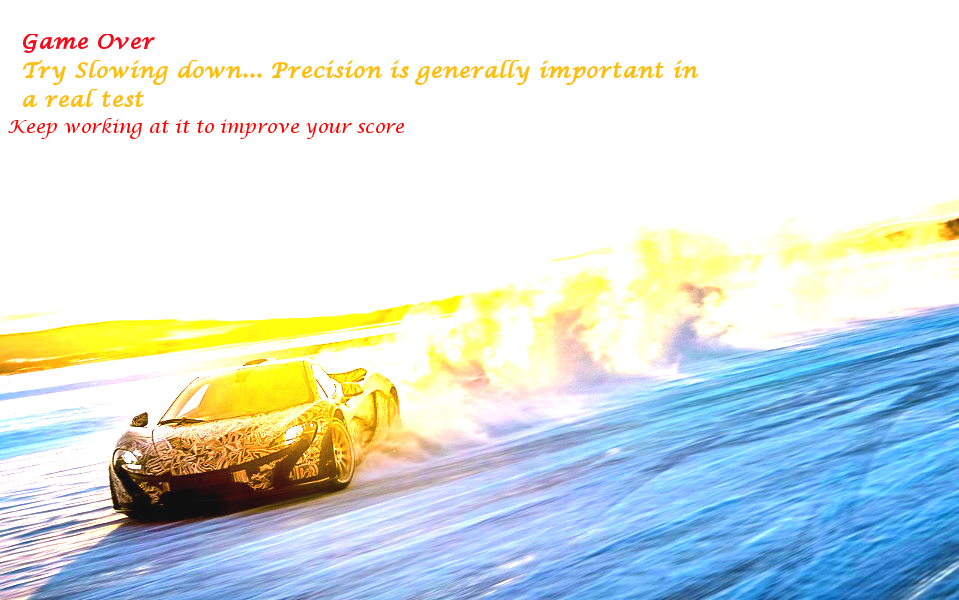 Game Over
Try Slowing down... Precision is generally important in
a real test
Keep working at it to improve your score